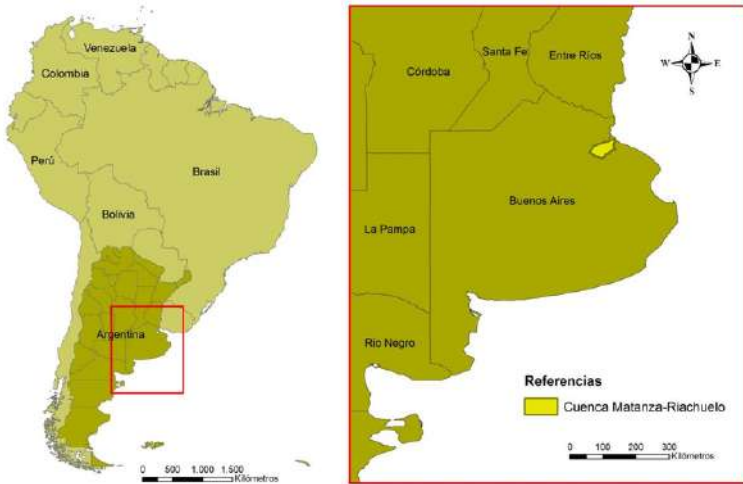 Venezuela
Colombia
Perú
Brasil
Bolivia
Argentina
0 500 1.000 1.500
Kilómetros
Santa Fe
Entre Ríos
Córdoba
N
W E
S
Buenos Aires
La Pampa
Río Negro
Referencias
Cuenca Matanza-Riachuelo
0 50 100 200 300
Kilómetros